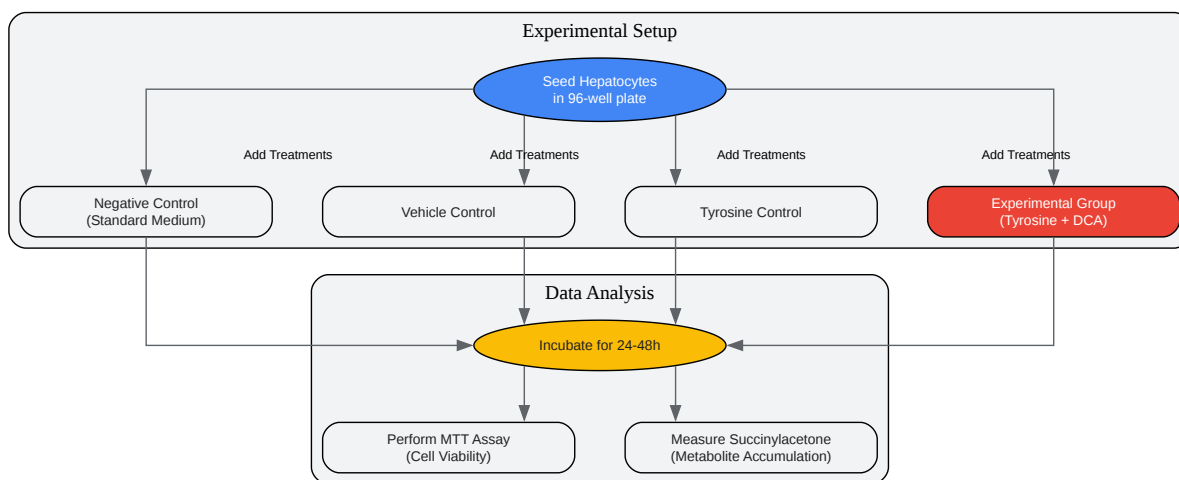 Experimental Setup
Seed Hepatocytes
in 96-well plate
Add Treatments
Add Treatments
Add Treatments
Add Treatments
Negative Control
(Standard Medium)
Vehicle Control
Tyrosine Control
Experimental Group
(Tyrosine + DCA)
Data Analysis
Incubate for 24-48h
Perform MTT Assay
(Cell Viability)
Measure Succinylacetone
(Metabolite Accumulation)